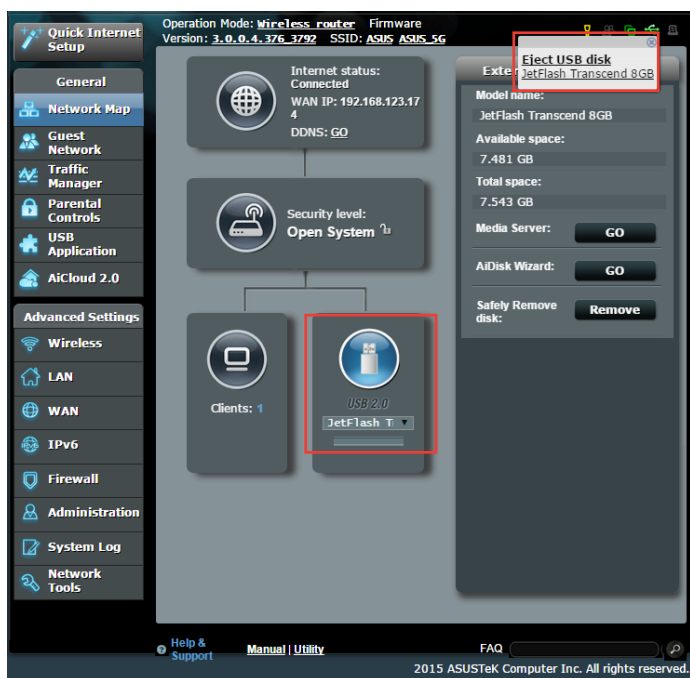 Quick Internet
Setup
Operation Mode: Wireless router Firmware
Version: 3.0.0.4.376_3792 SSID: ASUS ASUS_5G
Eject USB disk
JetFlash Transcend 8GB
General
Network Map
Guest
Network
Traffic
Manager
Parental
Controls
USB
Application
AiCloud 2.0
Advanced Settings
Wireless
LAN
WAN
IPv6
Firewall
Administration
System Log
Network
Tools
Internet status:
Connected
WAN IP: 192.168.123.17
4
DDNS: GO
Security level:
Open System
Clients: 1
USB 2.0
JetFlash T
Exter
Model name:
JetFlash Transcend 8GB
Available space:
7.481 GB
Total space:
7.543 GB
Media Server: GO
AiDisk Wizard: GO
Safely Remove
disk: Remove
Help &
Support
Manual | Utility
FAQ
2015 ASUSTeK Computer Inc. All rights reserved.